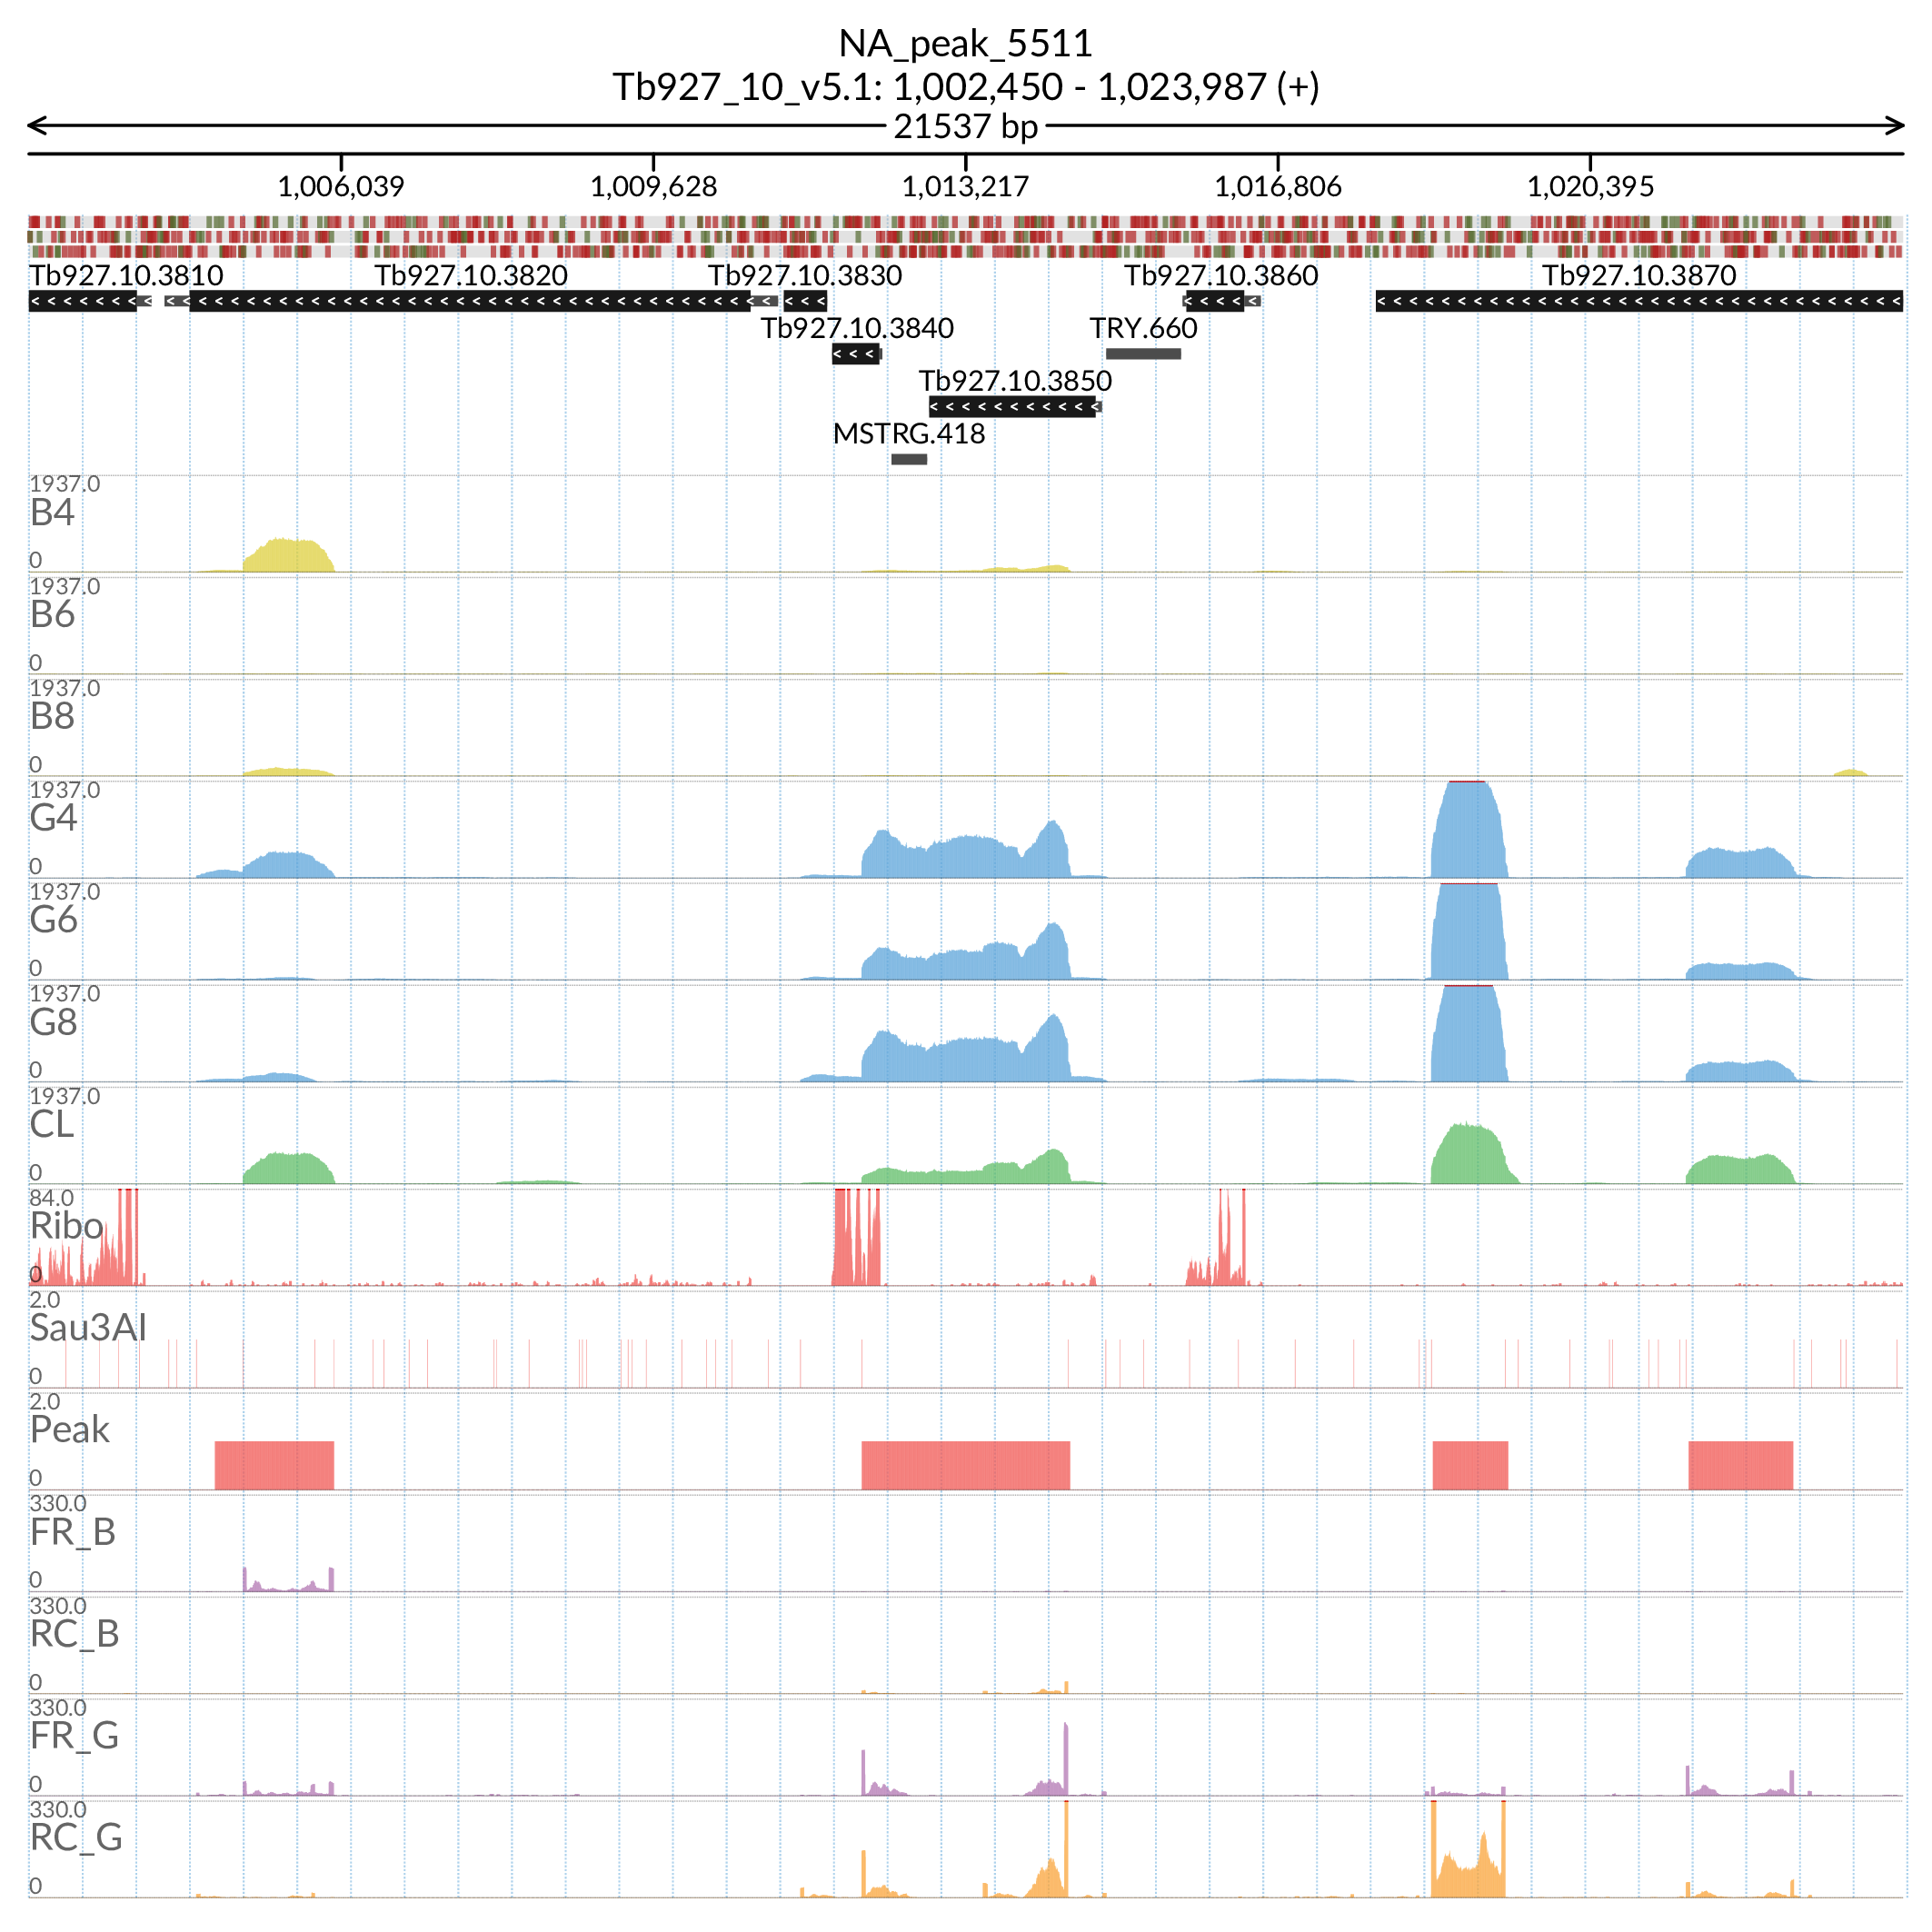 NA_peak_5511
Tb927_10_v5.1: 1,002,450 - 1,023,987 (+)
21537 bp
1,006,039 1,009,628 1,013,217 1,016,806 1,020,395
Tb927.10.3810 Tb927.10.3820 Tb927.10.3830 Tb927.10.3860 Tb927.10.3870
Tb927.10.3840 TRY.660
Tb927.10.3850
MSTRG.418
1937.0
B4
0
1937.0
B6
0
1937.0
B8
0
1937.0
G4
0
1937.0
G6
0
1937.0
G8
0
1937.0
CL
0
84.0
Ribo
0
2.0
Sau3AI
0
2.0
Peak
0
330.0
FR_B
0
330.0
RC_B
0
330.0
FR_G
0
330.0
RC_G
0